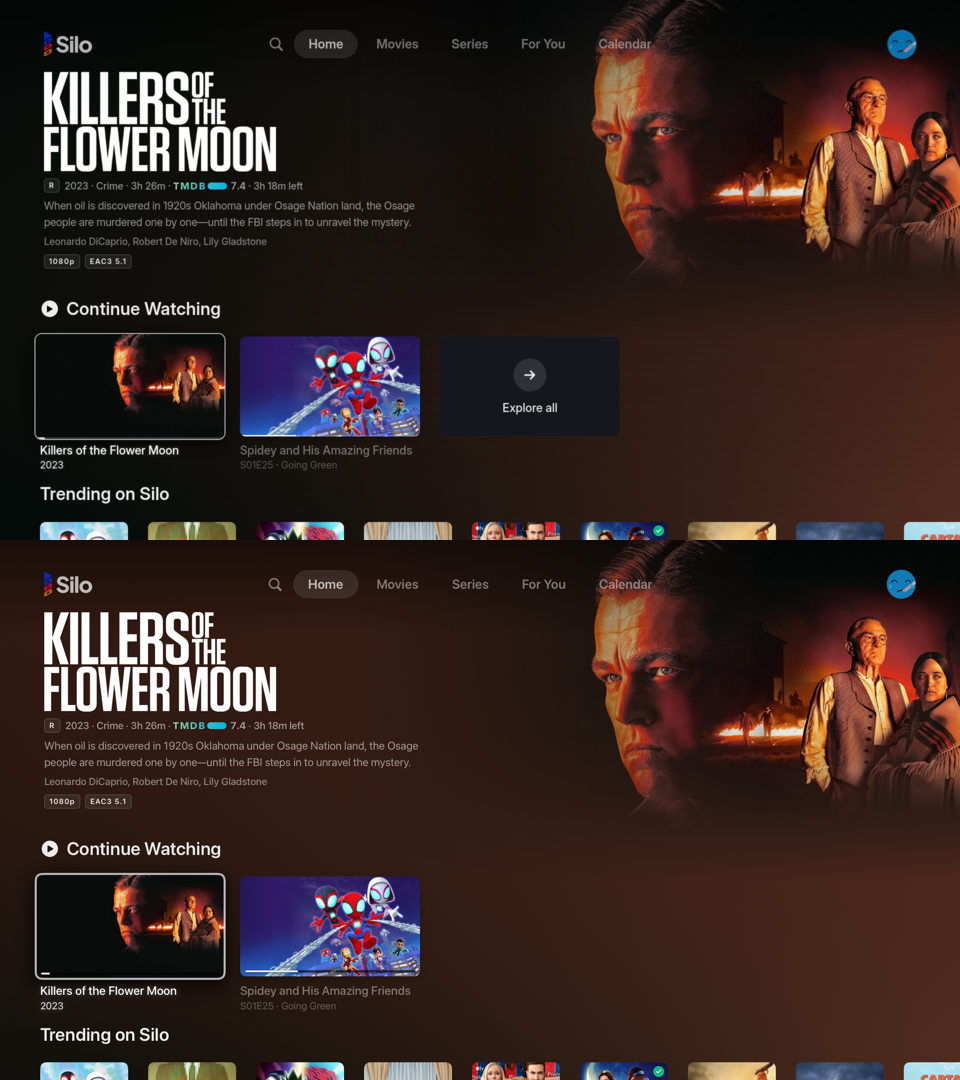 Silo
Home
Movies
Series
For You
Calendar
KILLERS OF THE
FLOWER MOON
R 2023 · Crime · 3h 26m · TMDB 7.4 · 3h 18m left
When oil is discovered in 1920s Oklahoma under Osage Nation land, the Osage
people are murdered one by one—until the FBI steps in to unravel the mystery.
Leonardo DiCaprio, Robert De Niro, Lily Gladstone
1080p EAC3 5.1
Continue Watching
Explore all
Killers of the Flower Moon
2023
Spidey and His Amazing Friends
S01E25 · Going Green
Trending on Silo
Silo
Home
Movies
Series
For You
Calendar
KILLERS OF THE
FLOWER MOON
R 2023 · Crime · 3h 26m · TMDB 7.4 · 3h 18m left
When oil is discovered in 1920s Oklahoma under Osage Nation land, the Osage
people are murdered one by one—until the FBI steps in to unravel the mystery.
Leonardo DiCaprio, Robert De Niro, Lily Gladstone
1080p EAC3 5.1
Continue Watching
Killers of the Flower Moon
2023
Spidey and His Amazing Friends
S01E25 · Going Green
Trending on Silo